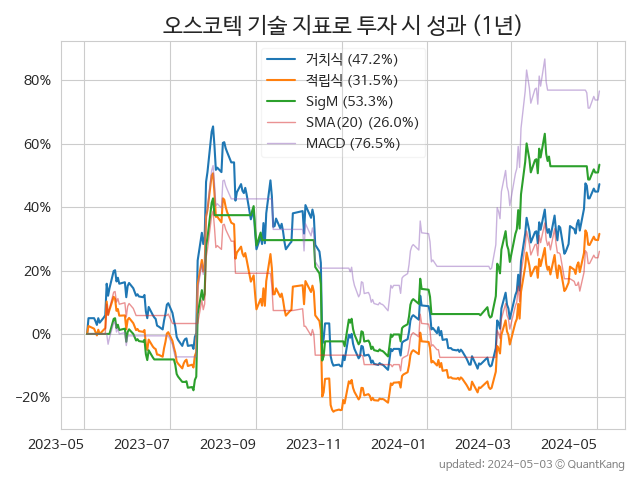 오스코텍 기술 지표로 투자 시 성과 (1년)
거치식 (47.2%)
적립식 (31.5%)
SigM (53.3%)
SMA(20) (26.0%)
MACD (76.5%)
80%
60%
40%
20%
0%
−20%
2023−05 2023−07 2023−09 2023−11 2024−01 2024−03 2024−05
updated: 2024−05−03 ⓒ QuantKang